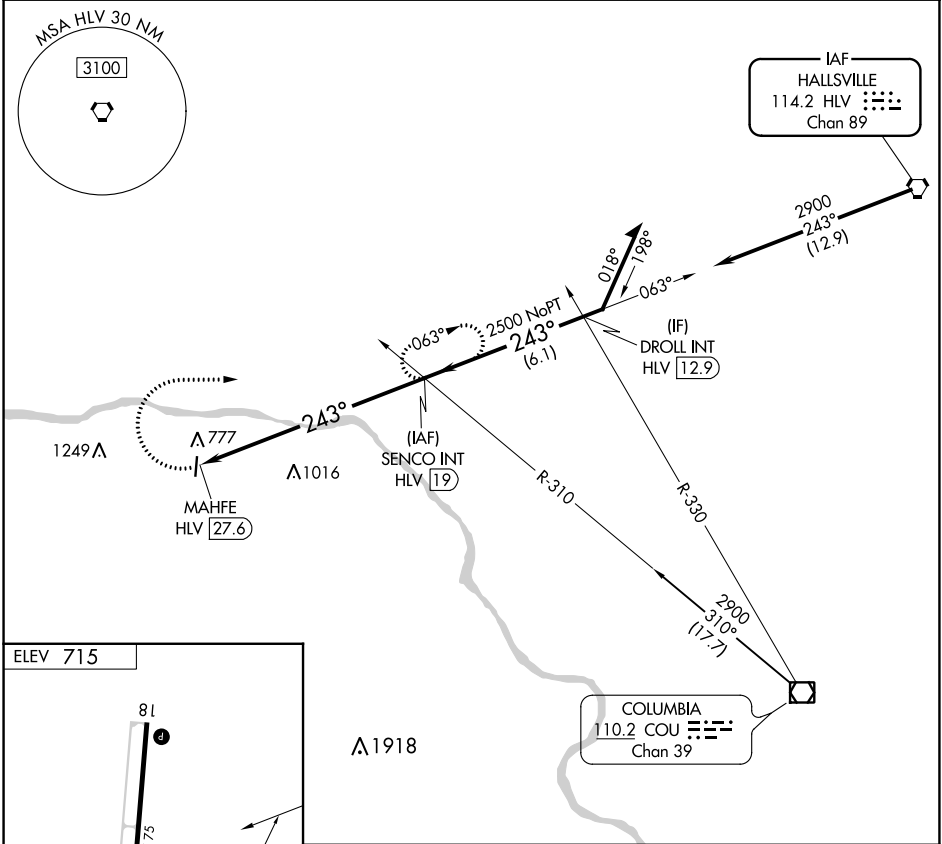 MSA HLV 30 NM
3100
IAF
HALLSVILLE
114.2 HLV
Chan 89
2900
243°
(12.9)
018°
198°
063°
2500 NoPT
243°
(6.1)
063°
(IF)
DROLL INT
HLV 12.9
243°
(IAF)
SENCO INT
HLV 19
1249
777
1016
MAHFE
HLV 27.6
R-310
R-330
2900
310°
(17.7)
COLUMBIA
110.2 COU
Chan 39
1918
ELEV 715
18
P
75